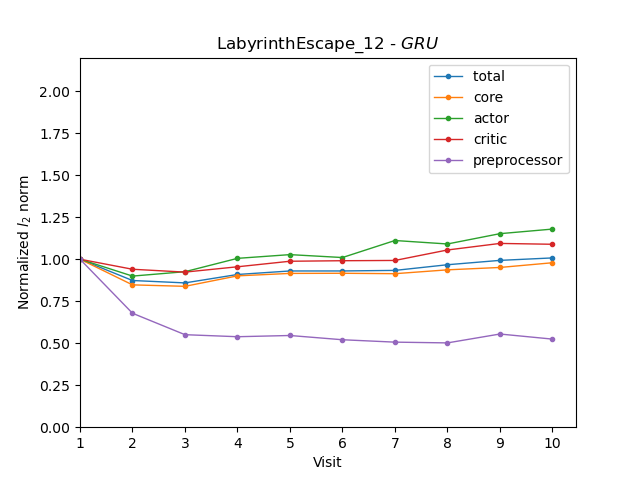 LabyrinthEscape_12 - GRU
total
core
actor
critic
preprocessor
Normalized l2 norm
2.00
1.75
1.50
1.25
1.00
0.75
0.50
0.25
0.00
1 2 3 4 5 6 7 8 9 10
Visit